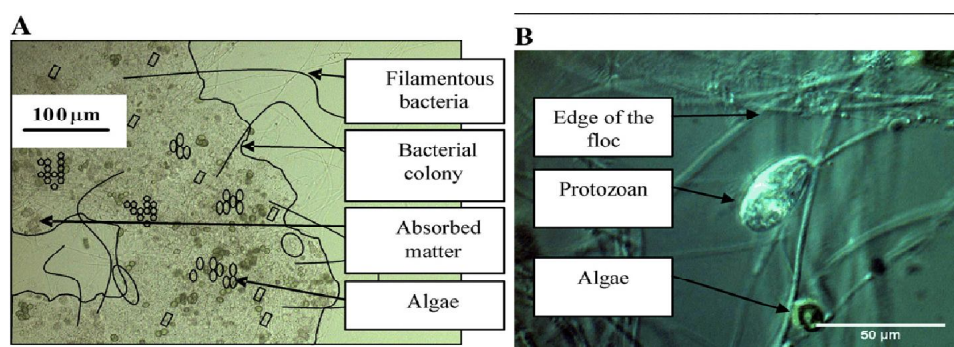 A
100 µm
Filamentous
bacteria
Bacterial
colony
Absorbed
matter
Algae
B
Edge of the
floc
Protozoan
Algae
50 µm